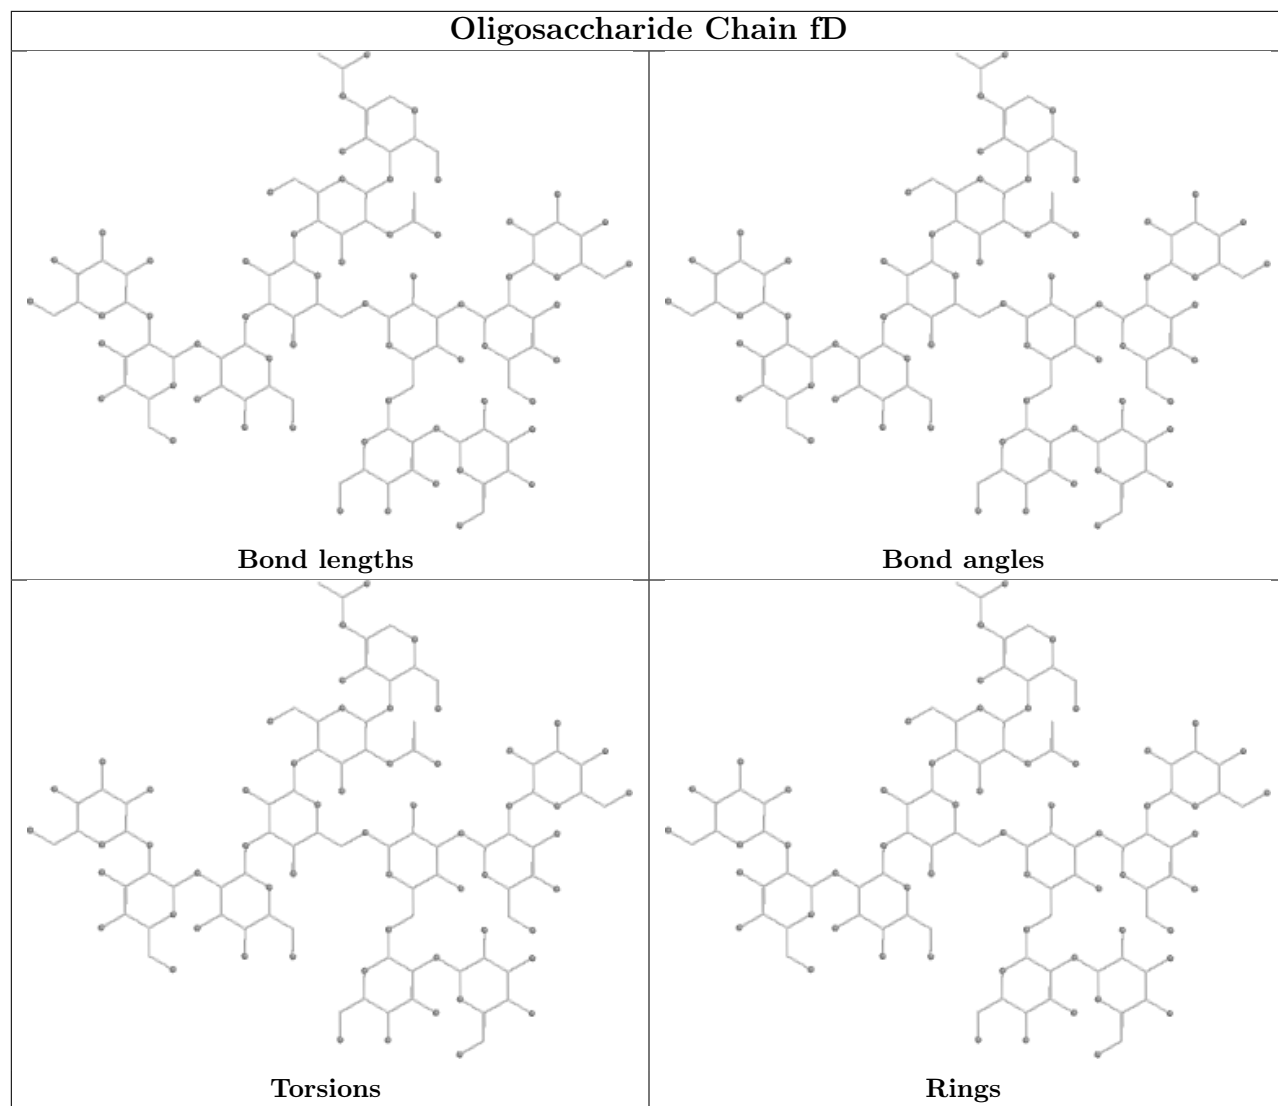 Oligosaccharide Chain fD
Bond lengths
Bond angles
Torsions
Rings